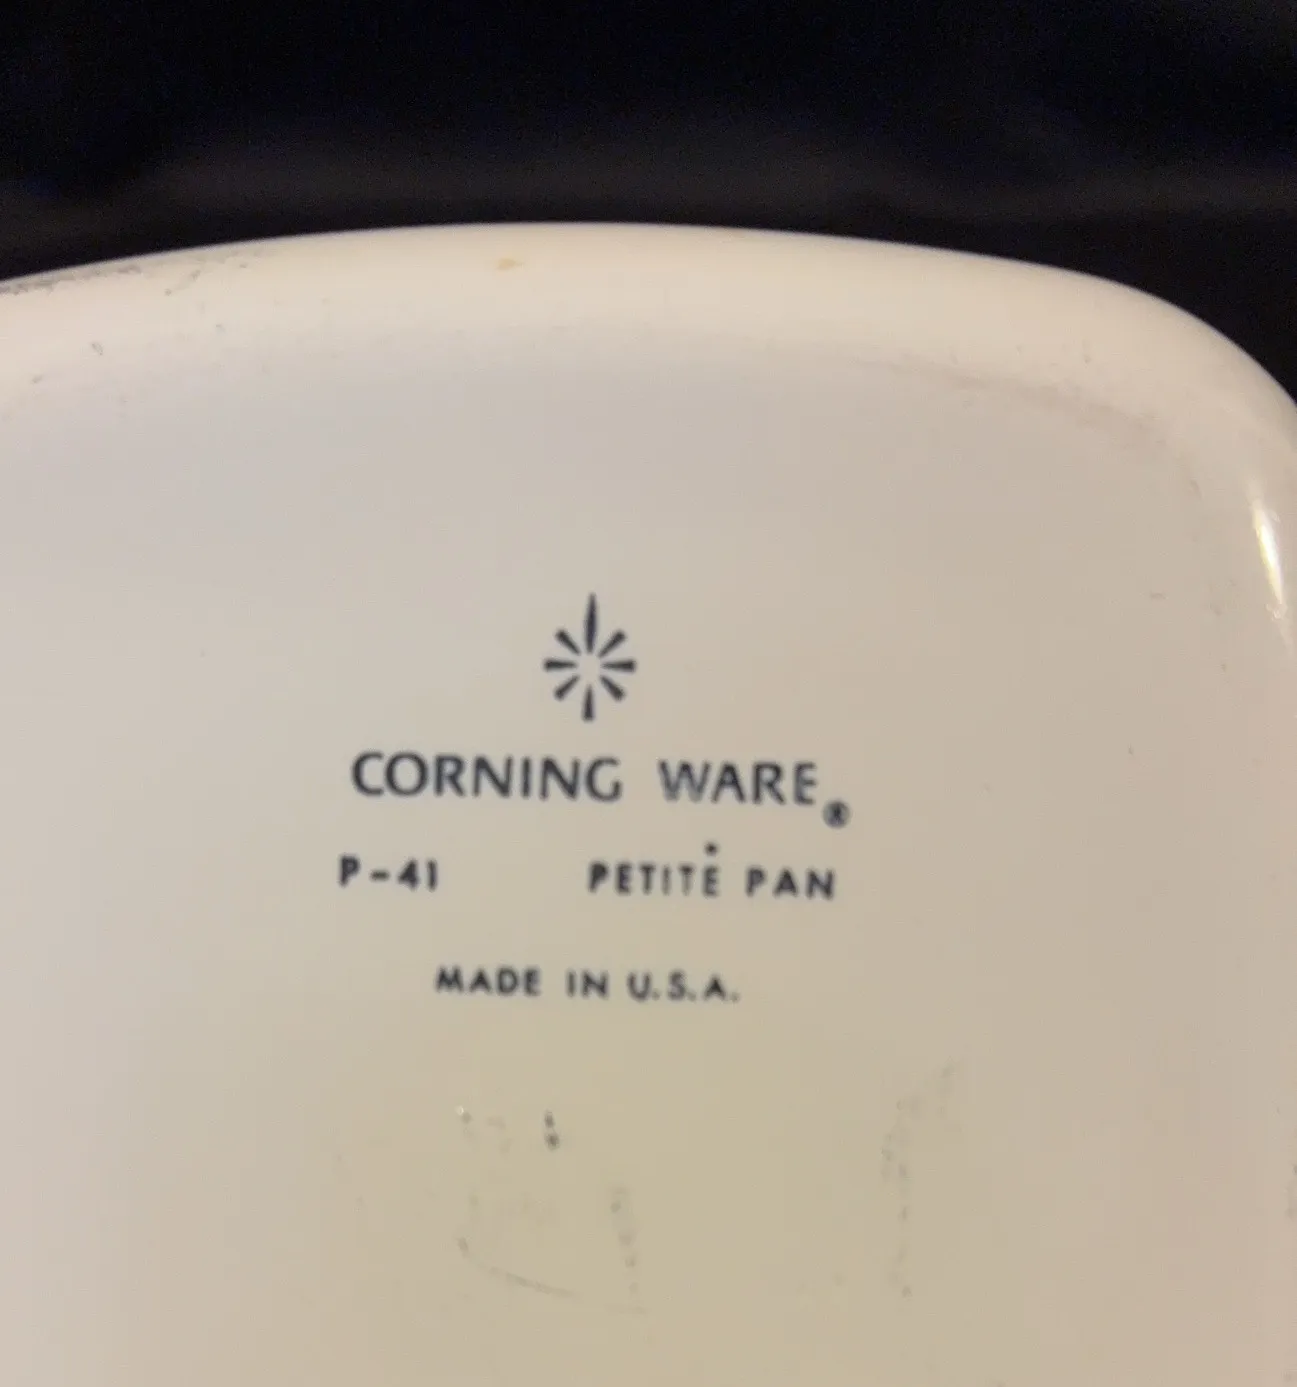 CORNING WARE®
P-41 PETITE PAN
MADE IN U.S.A.